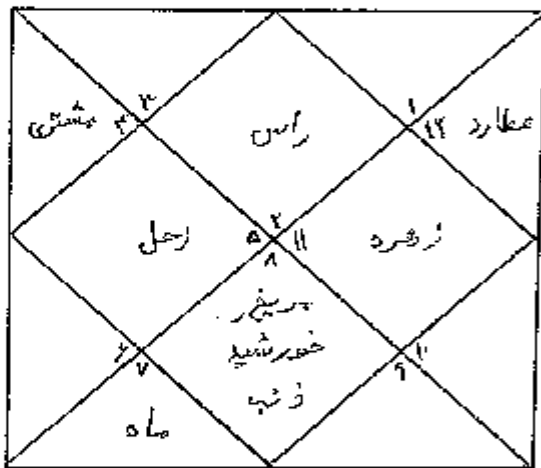 ۳
۱
مشتری
۴
راس
۱۲
عطارد
۲
زحل
۵
۱۱
زهره
۸
مریخ
۶
خورشید
۱۰
۷
۹
ذنب
ماه